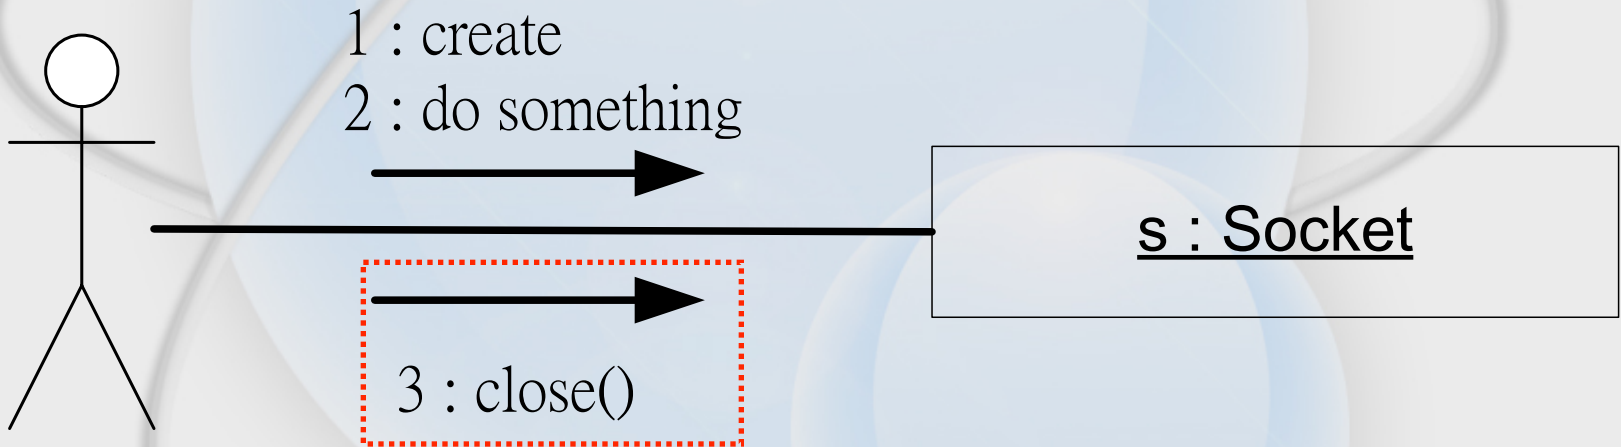 1 : create
2 : do something
s : Socket
3 : close()